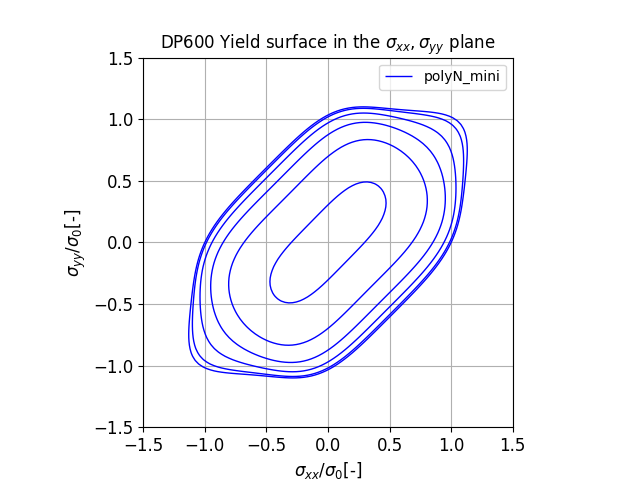 DP600 Yield surface in the σxx, σyy plane
polyN_mini
1.5
1.0
0.5
0.0
−0.5
−1.0
−1.5
−1.5 −1.0 −0.5 0.0 0.5 1.0 1.5
σyy/σ0[-]
σxx/σ0[-]